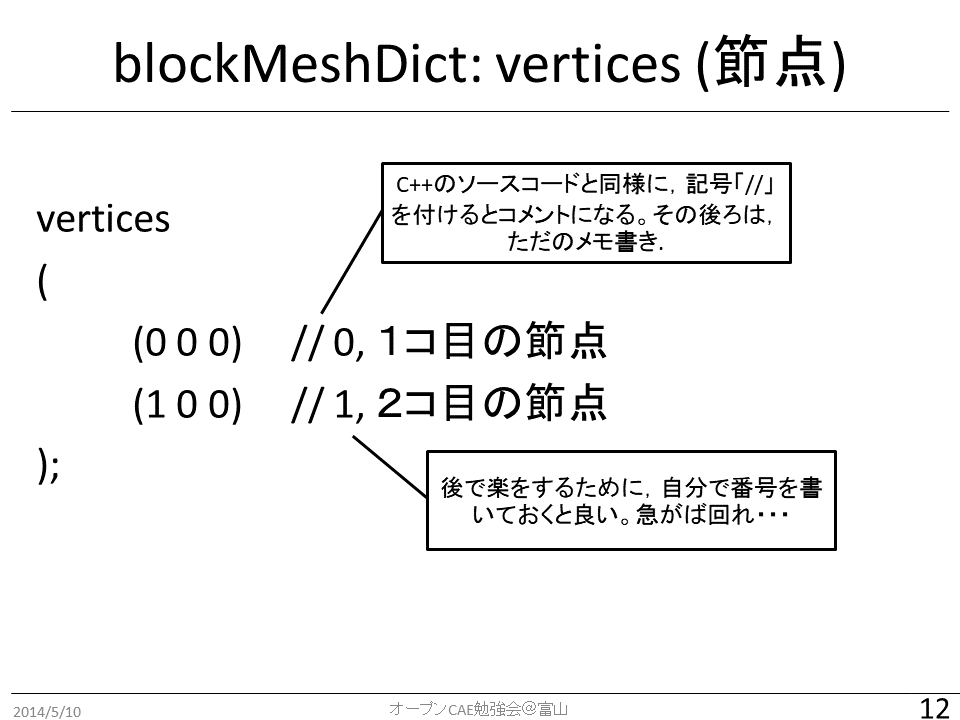 blockMeshDict: vertices (節点)
C++のソースコードと同様に, 記号「//」
を付けるとコメントになる。その後ろは,
ただのメモ書き.
vertices
(
(0 0 0) // 0, １コ目の節点
(1 0 0) // 1, ２コ目の節点
);
後で楽をするために, 自分で番号を書
いておくと良い。急がば回れ・・・
2014/5/10
オープンCAE勉強会＠富山
12